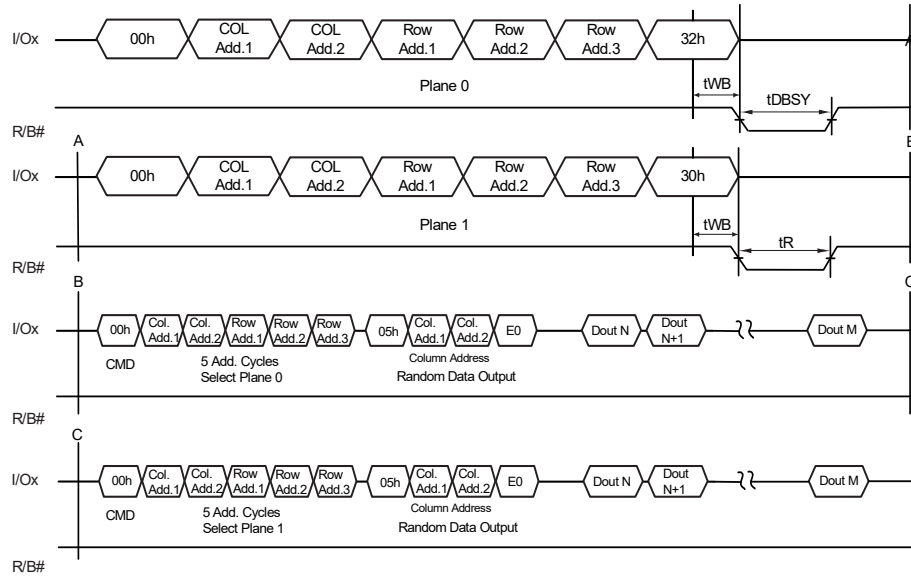 I/Ox 00h COL Add.1 COL Add.2 Row Add.1 Row Add.2 Row Add.3 32h A
Plane 0 tWB tDBSY
R/B#
A B
I/Ox 00h COL Add.1 COL Add.2 Row Add.1 Row Add.2 Row Add.3 30h
Plane 1 tWB tR
R/B#
B C
I/Ox 00h Col. Add.1 Col. Add.2 Row Add.1 Row Add.2 Row Add.3 05h Col. Add.1 Col. Add.2 E0 Dout N Dout N+1 Dout M
CMD 5 Add. Cycles Column Address
Select Plane 0 Random Data Output
R/B#
C
I/Ox 00h Col. Add.1 Col. Add.2 Row Add.1 Row Add.2 Row Add.3 05h Col. Add.1 Col. Add.2 E0 Dout N Dout N+1 Dout M
CMD 5 Add. Cycles Column Address
Select Plane 1 Random Data Output
R/B#